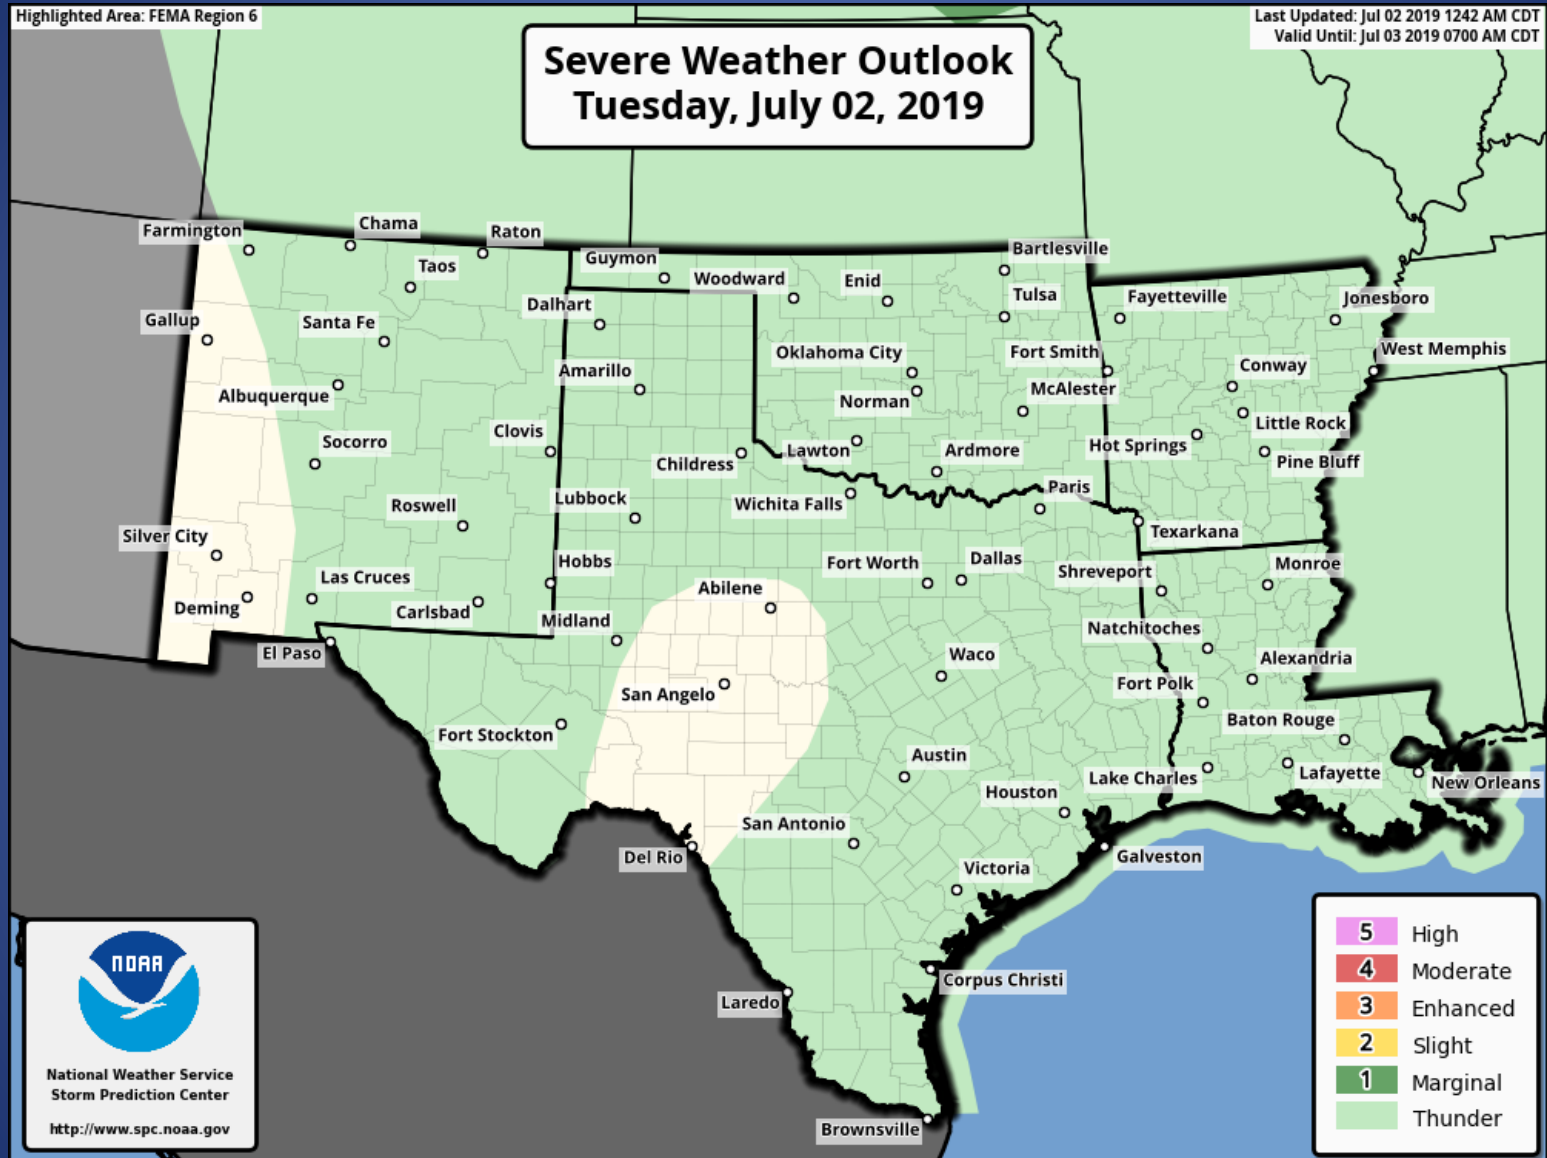 Highlighted Area: FEMA Region 6
Last Updated: Jul 02 2019 1242 AM CDT
Valid Until: Jul 03 2019 0700 AM CDT
Severe Weather Outlook
Tuesday, July 02, 2019
Farmington
Chama
Raton
Taos
Guymon
Woodward
Enid
Bartlesville
Tulsa
Fayetteville
Jonesboro
Gallup
Santa Fe
Dalhart
Oklahoma City
Fort Smith
West Memphis
Conway
Amarillo
Albuquerque
Norman
McAlester
Little Rock
Socorro
Clovis
Childress
Lawton
Ardmore
Hot Springs
Pine Bluff
Roswell
Lubbock
Wichita Falls
Paris
Texarkana
Silver City
Las Cruces
Hobbs
Fort Worth
Dallas
Shreveport
Monroe
Deming
Carlsbad
Midland
Abilene
Natchitoches
El Paso
San Angelo
Waco
Alexandria
Fort Polk
Fort Stockton
Baton Rouge
Austin
Lake Charles
Lafayette
New Orleans
Houston
San Antonio
Del Rio
Galveston
Victoria
Corpus Christi
Laredo
Brownsville
NOAA
National Weather Service
Storm Prediction Center
http://www.spc.noaa.gov
5 High
4 Moderate
3 Enhanced
2 Slight
1 Marginal
Thunder